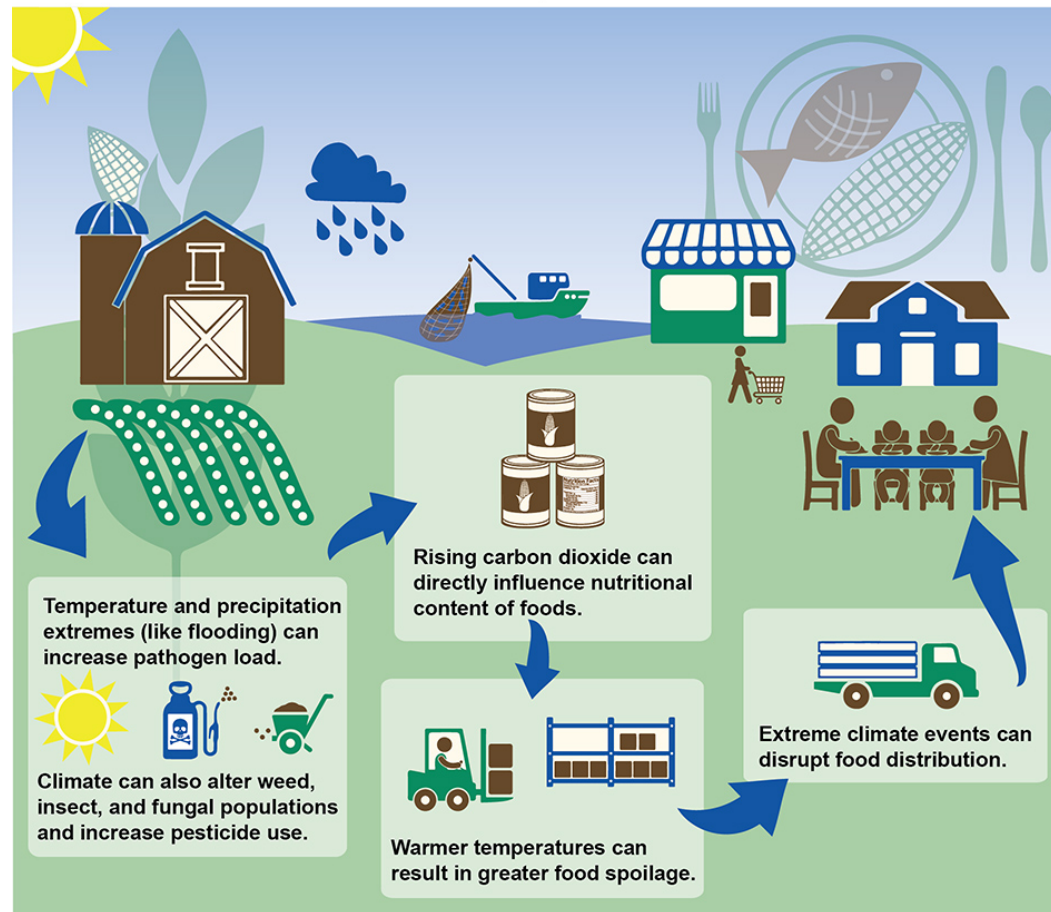 Temperature and precipitation
extremes (like flooding) can
increase pathogen load.
Climate can also alter weed,
insect, and fungal populations
and increase pesticide use.
Nutrition Facts
Rising carbon dioxide can
directly influence nutritional
content of foods.
Warmer temperatures can
result in greater food spoilage.
Extreme climate events can
disrupt food distribution.